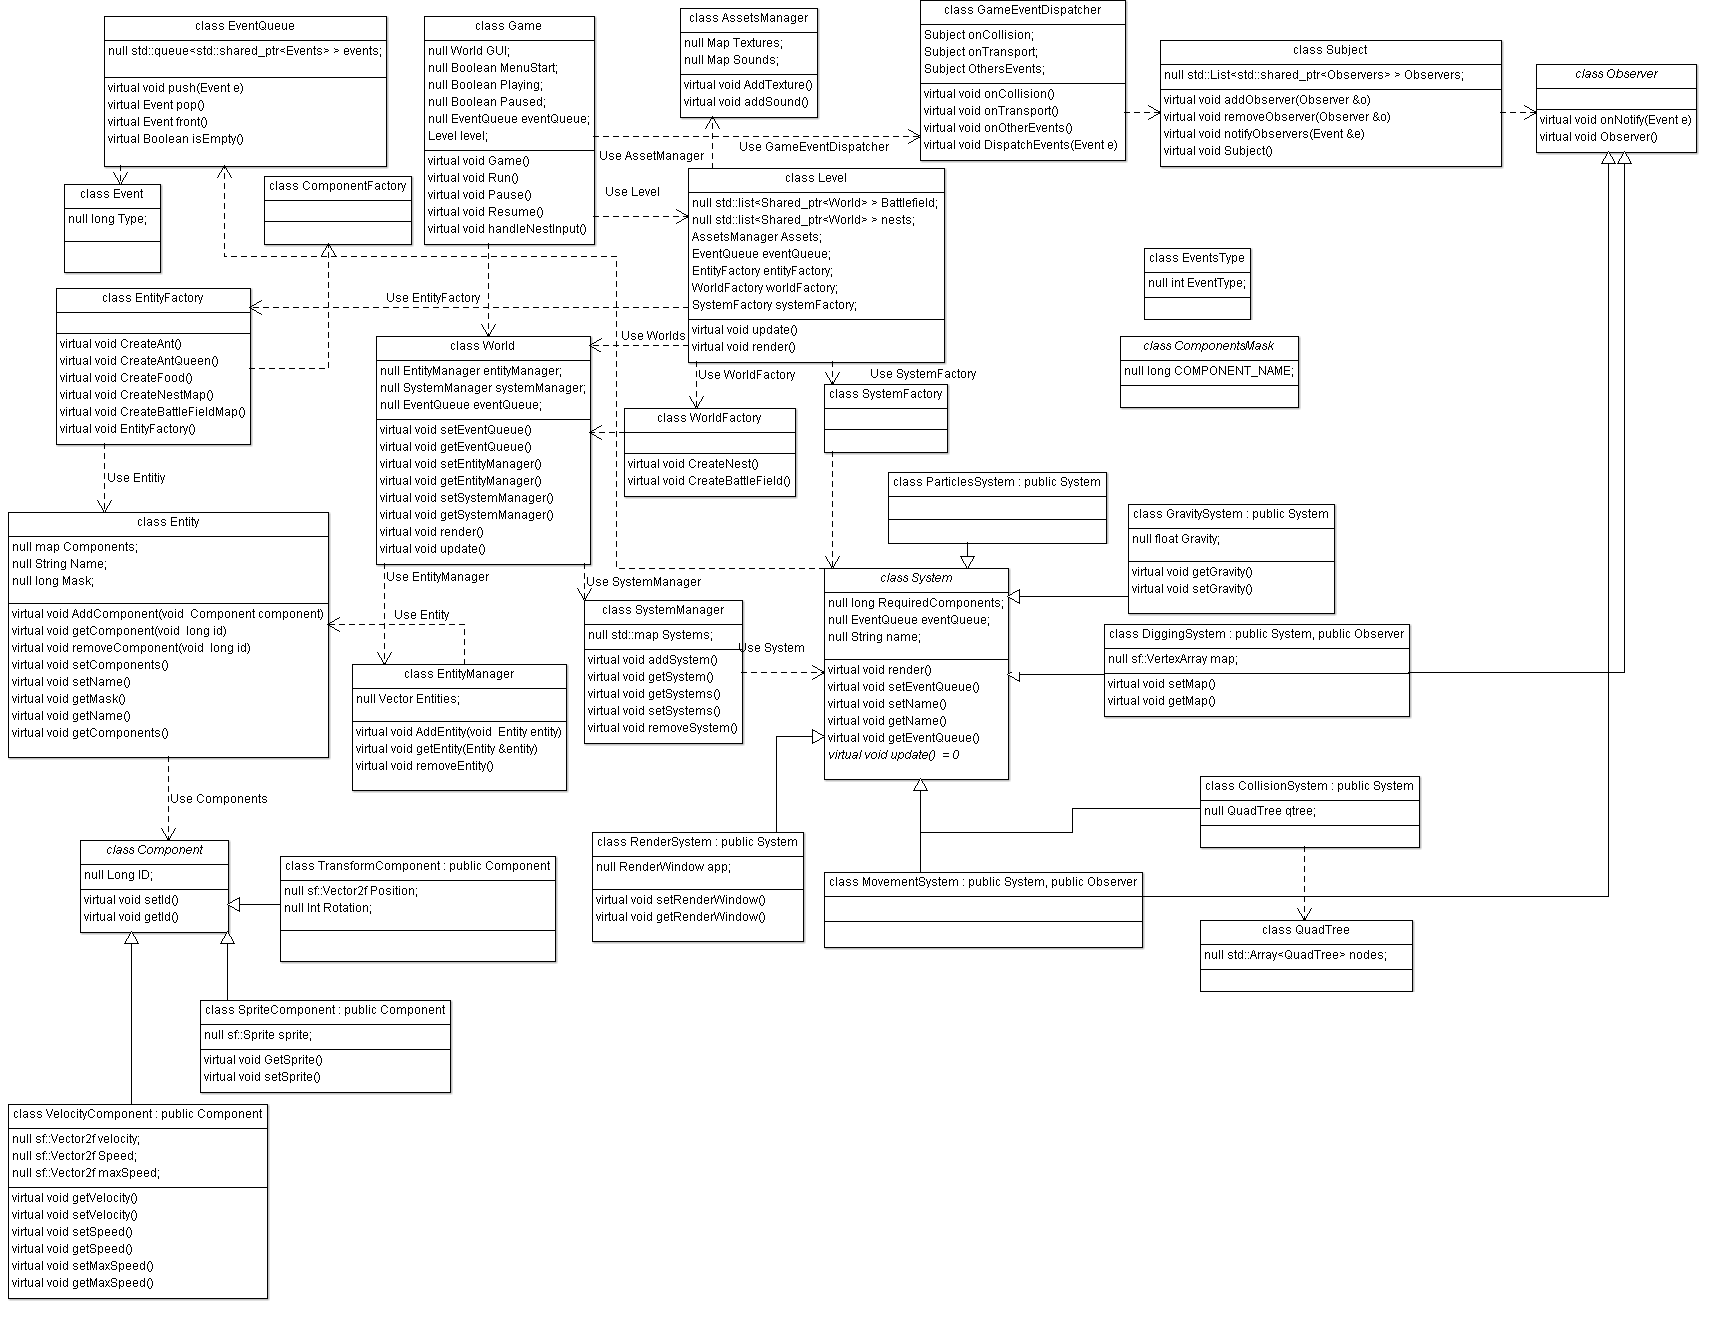 class EventQueue
null std::queue<std::shared_ptr<Events> > events;
virtual void push(Event e)
virtual Event pop()
virtual Event front()
virtual Boolean isEmpty()
class Game
null World GUI;
null Boolean MenuStart;
null Boolean Playing;
null Boolean Paused;
null EventQueue eventQueue;
Level level;
virtual void Game()
virtual void Run()
virtual void Pause()
virtual void Resume()
virtual void handleNestInput()
class AssetsManager
null Map Textures;
null Map Sounds;
virtual void AddTexture()
virtual void addSound()
class GameEventDispatcher
Subject onCollision;
Subject onTransport;
Subject OthersEvents;
virtual void onCollision()
virtual void onTransport()
virtual void onOtherEvents()
virtual void DispatchEvents(Event e)
class Subject
null std::List<std::shared_ptr<Observers> > Observers;
virtual void addObserver(Observer &o)
virtual void removeObserver(Observer &o)
virtual void notifyObservers(Event &e)
virtual void Subject()
class Observer
virtual void onNotify(Event e)
virtual void Observer()
Use GameEventDispatcher
Use AssetManager
Use Level
class Event
null long Type;
class ComponentFactory
class Level
null std::list<Shared_ptr<World> > Battlefield;
null std::list<Shared_ptr<World> > nests;
AssetsManager Assets;
EventQueue eventQueue;
EntityFactory entityFactory;
WorldFactory worldFactory;
SystemFactory systemFactory;
virtual void update()
virtual void render()
class EventsType
null int EventType;
class EntityFactory
virtual void CreateAnt()
virtual void CreateAntQueen()
virtual void CreateFood()
virtual void CreateNestMap()
virtual void CreateBattleFieldMap()
virtual void EntityFactory()
Use EntityFactory
Use Worlds
Use WorldFactory
Use SystemFactory
class ComponentsMask
null long COMPONENT_NAME;
class World
null EntityManager entityManager;
null SystemManager systemManager;
null EventQueue eventQueue;
virtual void setEventQueue()
virtual void getEventQueue()
virtual void setEntityManager()
virtual void getEntityManager()
virtual void setSystemManager()
virtual void getSystemManager()
virtual void render()
virtual void update()
class WorldFactory
virtual void CreateNest()
virtual void CreateBattleField()
class SystemFactory
class ParticlesSystem : public System
class GravitySystem : public System
null float Gravity;
virtual void getGravity()
virtual void setGravity()
Use Entitiy
class Entity
null map Components;
null String Name;
null long Mask;
virtual void AddComponent(void  Component component)
virtual void getComponent(void  long id)
virtual void removeComponent(void  long id)
virtual void setComponents()
virtual void setName()
virtual void getMask()
virtual void getName()
virtual void getComponents()
Use EntityManager
Use SystemManager
Use Entity
class EntityManager
null Vector Entities;
virtual void AddEntity(void  Entity entity)
virtual void getEntity(Entity &entity)
virtual void removeEntity()
class SystemManager
null std::map Systems;
virtual void addSystem()
virtual void getSystem()
virtual void getSystems()
virtual void setSystems()
virtual void removeSystem()
Use System
class System
null long RequiredComponents;
null EventQueue eventQueue;
null String name;
virtual void render()
virtual void setEventQueue()
virtual void setName()
virtual void getName()
virtual void getEventQueue()
virtual void update()  = 0
class DiggingSystem : public System, public Observer
null sf::VertexArray map;
virtual void setMap()
virtual void getMap()
class CollisionSystem : public System
null QuadTree qtree;
Use Components
class Component
null Long ID;
virtual void setId()
virtual void getId()
class TransformComponent : public Component
null sf::Vector2f Position;
null Int Rotation;
class RenderSystem : public System
null RenderWindow app;
virtual void setRenderWindow()
virtual void getRenderWindow()
class MovementSystem : public System, public Observer
class QuadTree
null std::Array<QuadTree> nodes;
class SpriteComponent : public Component
null sf::Sprite sprite;
virtual void GetSprite()
virtual void setSprite()
class VelocityComponent : public Component
null sf::Vector2f velocity;
null sf::Vector2f Speed;
null sf::Vector2f maxSpeed;
virtual void getVelocity()
virtual void setVelocity()
virtual void setSpeed()
virtual void getSpeed()
virtual void setMaxSpeed()
virtual void getMaxSpeed()